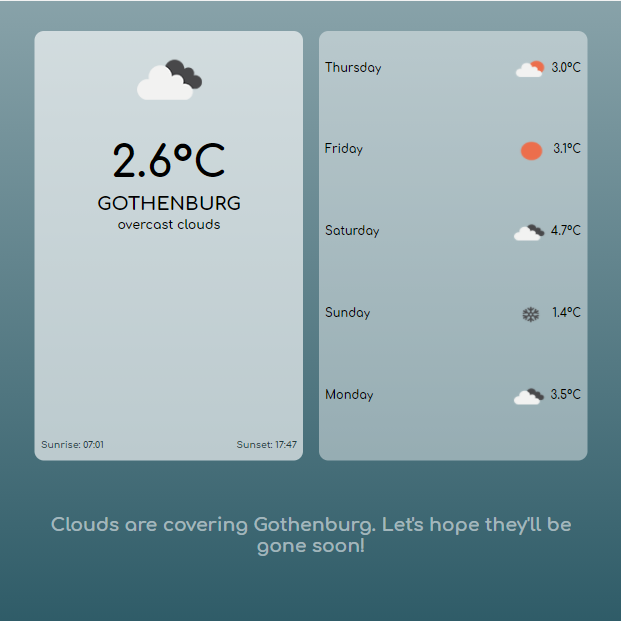 2.6°C
GOTHENBURG
overcast clouds
Sunrise: 07:01
Sunset: 17:47
Thursday 3.0°C
Friday 3.1°C
Saturday 4.7°C
Sunday 1.4°C
Monday 3.5°C
Clouds are covering Gothenburg. Let's hope they'll be
gone soon!